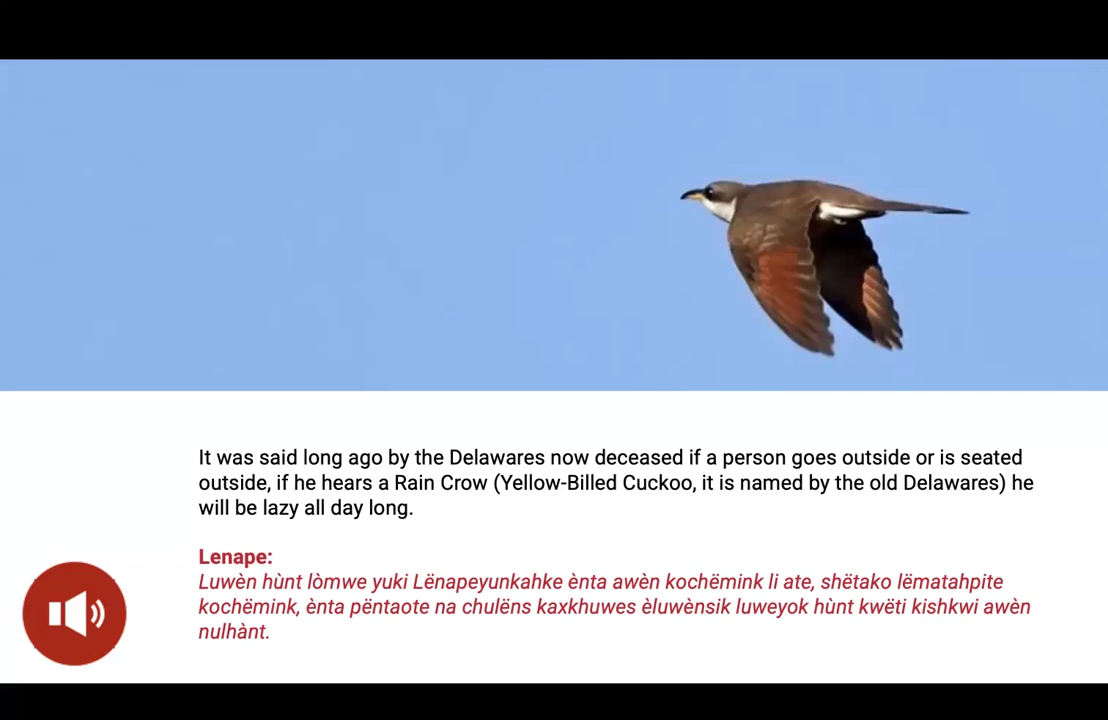 It was said long ago by the Delawares now deceased if a person goes outside or is seated
outside, if he hears a Rain Crow (Yellow-Billed Cuckoo, it is named by the old Delawares) he
will be lazy all day long.
Lenape:
Luwèn hùnt lòmwe yuki Lënapeyunkahke ènta awèn kochëmink li ate, shëtako lëmatahpite
kochëmink, ènta pëntaote na chulëns kaxkhuwes èluwènsik luweyok hùnt kwëti kishkwi awèn
nulhànt.